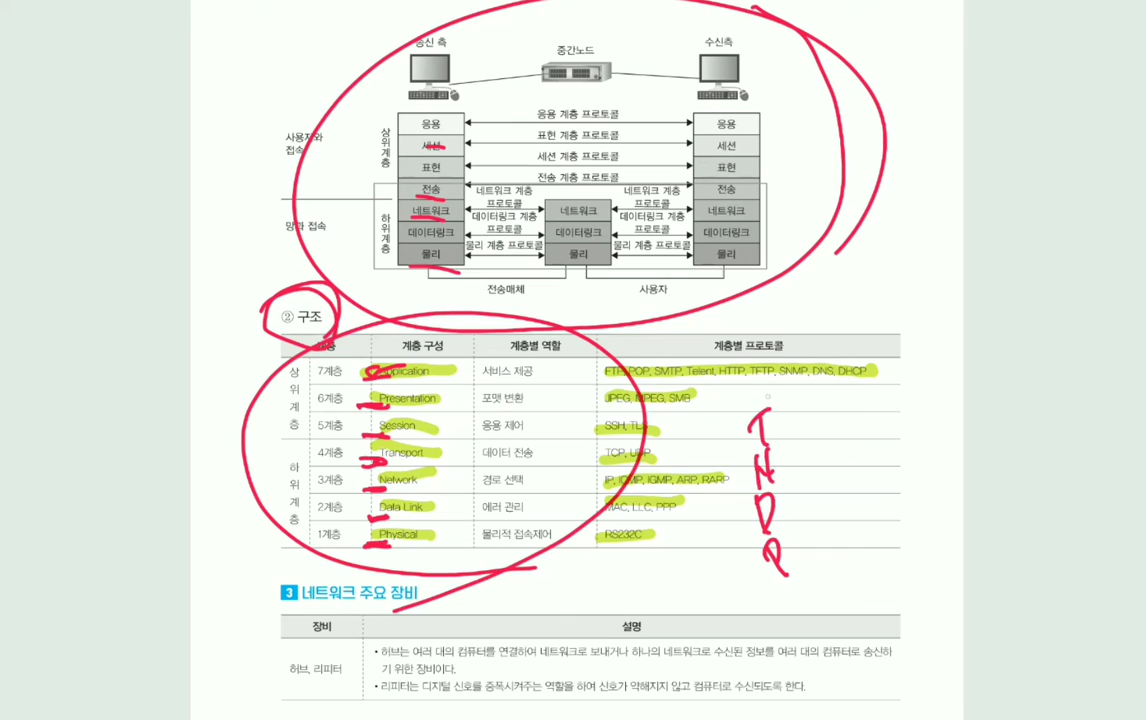 송신 측
중간노드
수신측
사용자와
접속
망과 접속
상위계층
하위계층
응용
세션
표현
전송
네트워크
데이터링크
물리
응용 계층 프로토콜
표현 계층 프로토콜
세션 계층 프로토콜
전송 계층 프로토콜
네트워크 계층
프로토콜
데이터링크 계층
프로토콜
물리 계층 프로토콜
네트워크
데이터링크
물리
네트워크 계층
프로토콜
데이터링크 계층
프로토콜
물리 계층 프로토콜
응용
세션
표현
전송
네트워크
데이터링크
물리
전송매체
사용자
② 구조
계층 계층 구성 계층별 역할 계층별 프로토콜
상위계층
7계층 Application 서비스 제공 FTP, POP, SMTP, Telent, HTTP, TFTP, SNMP, DNS, DHCP
6계층 Presentation 포맷 변환 JPEG, MPEG, SMB
5계층 Session 응용 제어 SSH, TLS
하위계층
4계층 Transport 데이터 전송 TCP, UDP
3계층 Network 경로 선택 IP, ICMP, IGMP, ARP, RARP
2계층 Data Link 에러 관리 MAC, LLC, PPP
1계층 Physical 물리적 접속제어 RS232C
3 네트워크 주요 장비
장비 설명
허브, 리피터
• 허브는 여러 대의 컴퓨터를 연결하여 네트워크로 보내거나 하나의 네트워크로 수신된 정보를 여러 대의 컴퓨터로 송신하
기 위한 장비이다.
• 리피터는 디지털 신호를 증폭시켜주는 역할을 하여 신호가 약해지지 않고 컴퓨터로 수신되도록 한다.